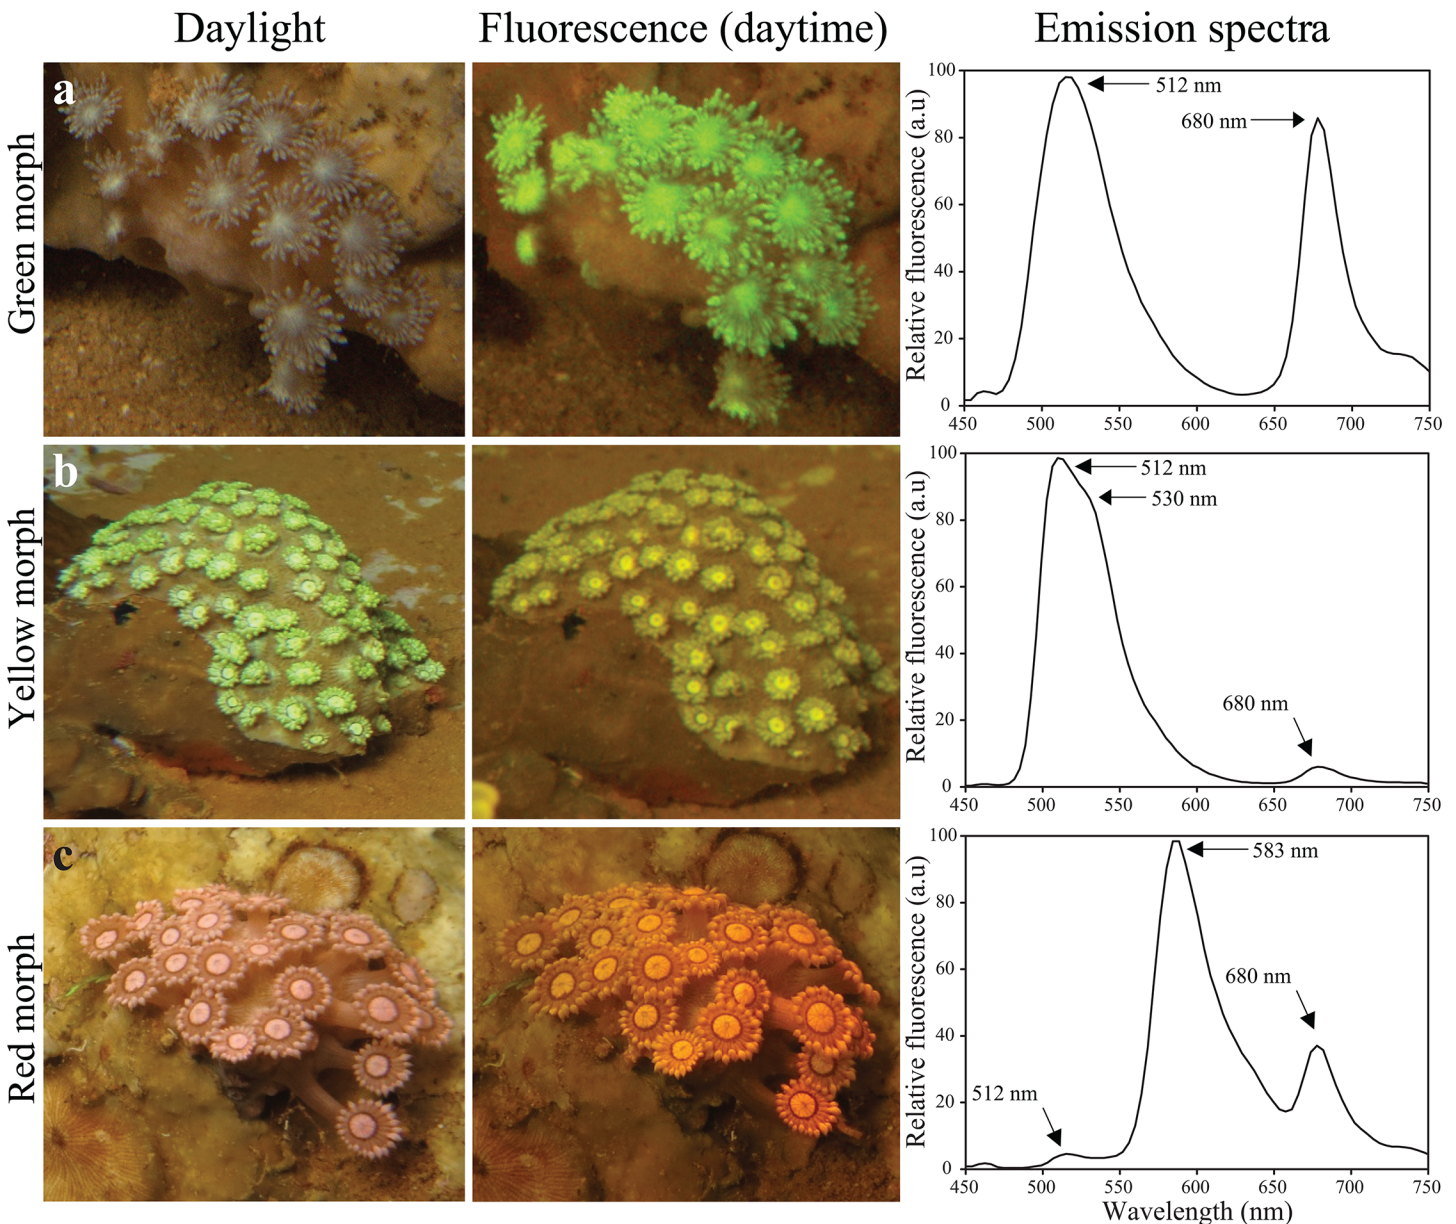 Daylight
Fluorescence (daytime)
Emission spectra
Green morph
a
Relative fluorescence (a.u)
100
80
60
40
20
0
512 nm
680 nm
450 500 550 600 650 700 750
Yellow morph
b
Relative fluorescence (a.u)
100
80
60
40
20
0
512 nm
530 nm
680 nm
450 500 550 600 650 700 750
Red morph
c
Relative fluorescence (a.u)
100
80
60
40
20
0
583 nm
680 nm
512 nm
450 500 550 600 650 700 750
Wavelength (nm)